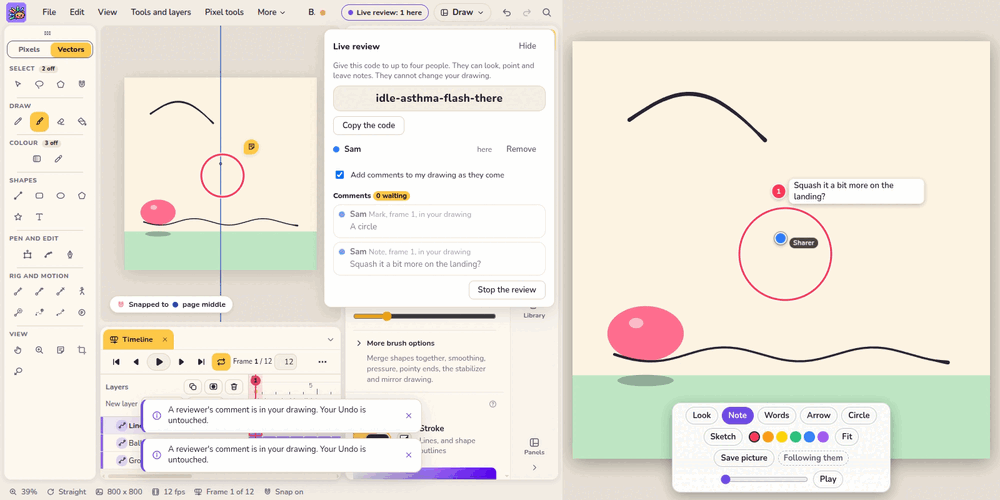 File Edit View Tools and layers Pixel tools More B. Live review: 1 here Draw
Pixels Vectors
SELECT 2 off
DRAW
COLOUR 3 off
SHAPES
PEN AND EDIT
RIG AND MOTION
VIEW
Snapped to page middle
Live review Hide
Give this code to up to four people. They can look, point and
leave notes. They cannot change your drawing.
idle-asthma-flash-there
Copy the code
Sam here Remove
Add comments to my drawing as they come
Comments 0 waiting
Sam Mark, frame 1, in your drawing
A circle
Sam Note, frame 1, in your drawing
Squash it a bit more on the landing?
Stop the review
Library
More brush options
Merge shapes together, smoothing,
pressure, pointy ends, the stabilizer
and mirror drawing.
Stroke
Lines, and shape
outlines
Panels
Timeline
Frame 1 / 12 12
Layers
1 5
New layer
Line
Ball
Gro
A reviewer's comment is in your drawing. Your Undo is
untouched.
A reviewer's comment is in your drawing. Your Undo is
untouched.
39% Straight 800 x 800 12 fps Frame 1 of 12 Snap on
1 Squash it a bit more on the
landing?
Sharer
Look Note Words Arrow Circle
Sketch Fit
Save picture Following them
Play